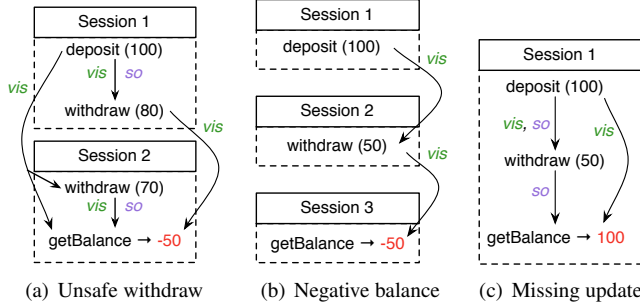 Session 1
deposit (100)
vis so
vis
withdraw (80)
vis
Session 2
withdraw (70)
vis so
getBalance → -50
(a) Unsafe withdraw
Session 1
deposit (100)
vis
Session 2
withdraw (50)
vis
Session 3
getBalance → -50
(b) Negative balance
Session 1
deposit (100)
vis, so
vis
withdraw (50)
so
getBalance → 100
(c) Missing update